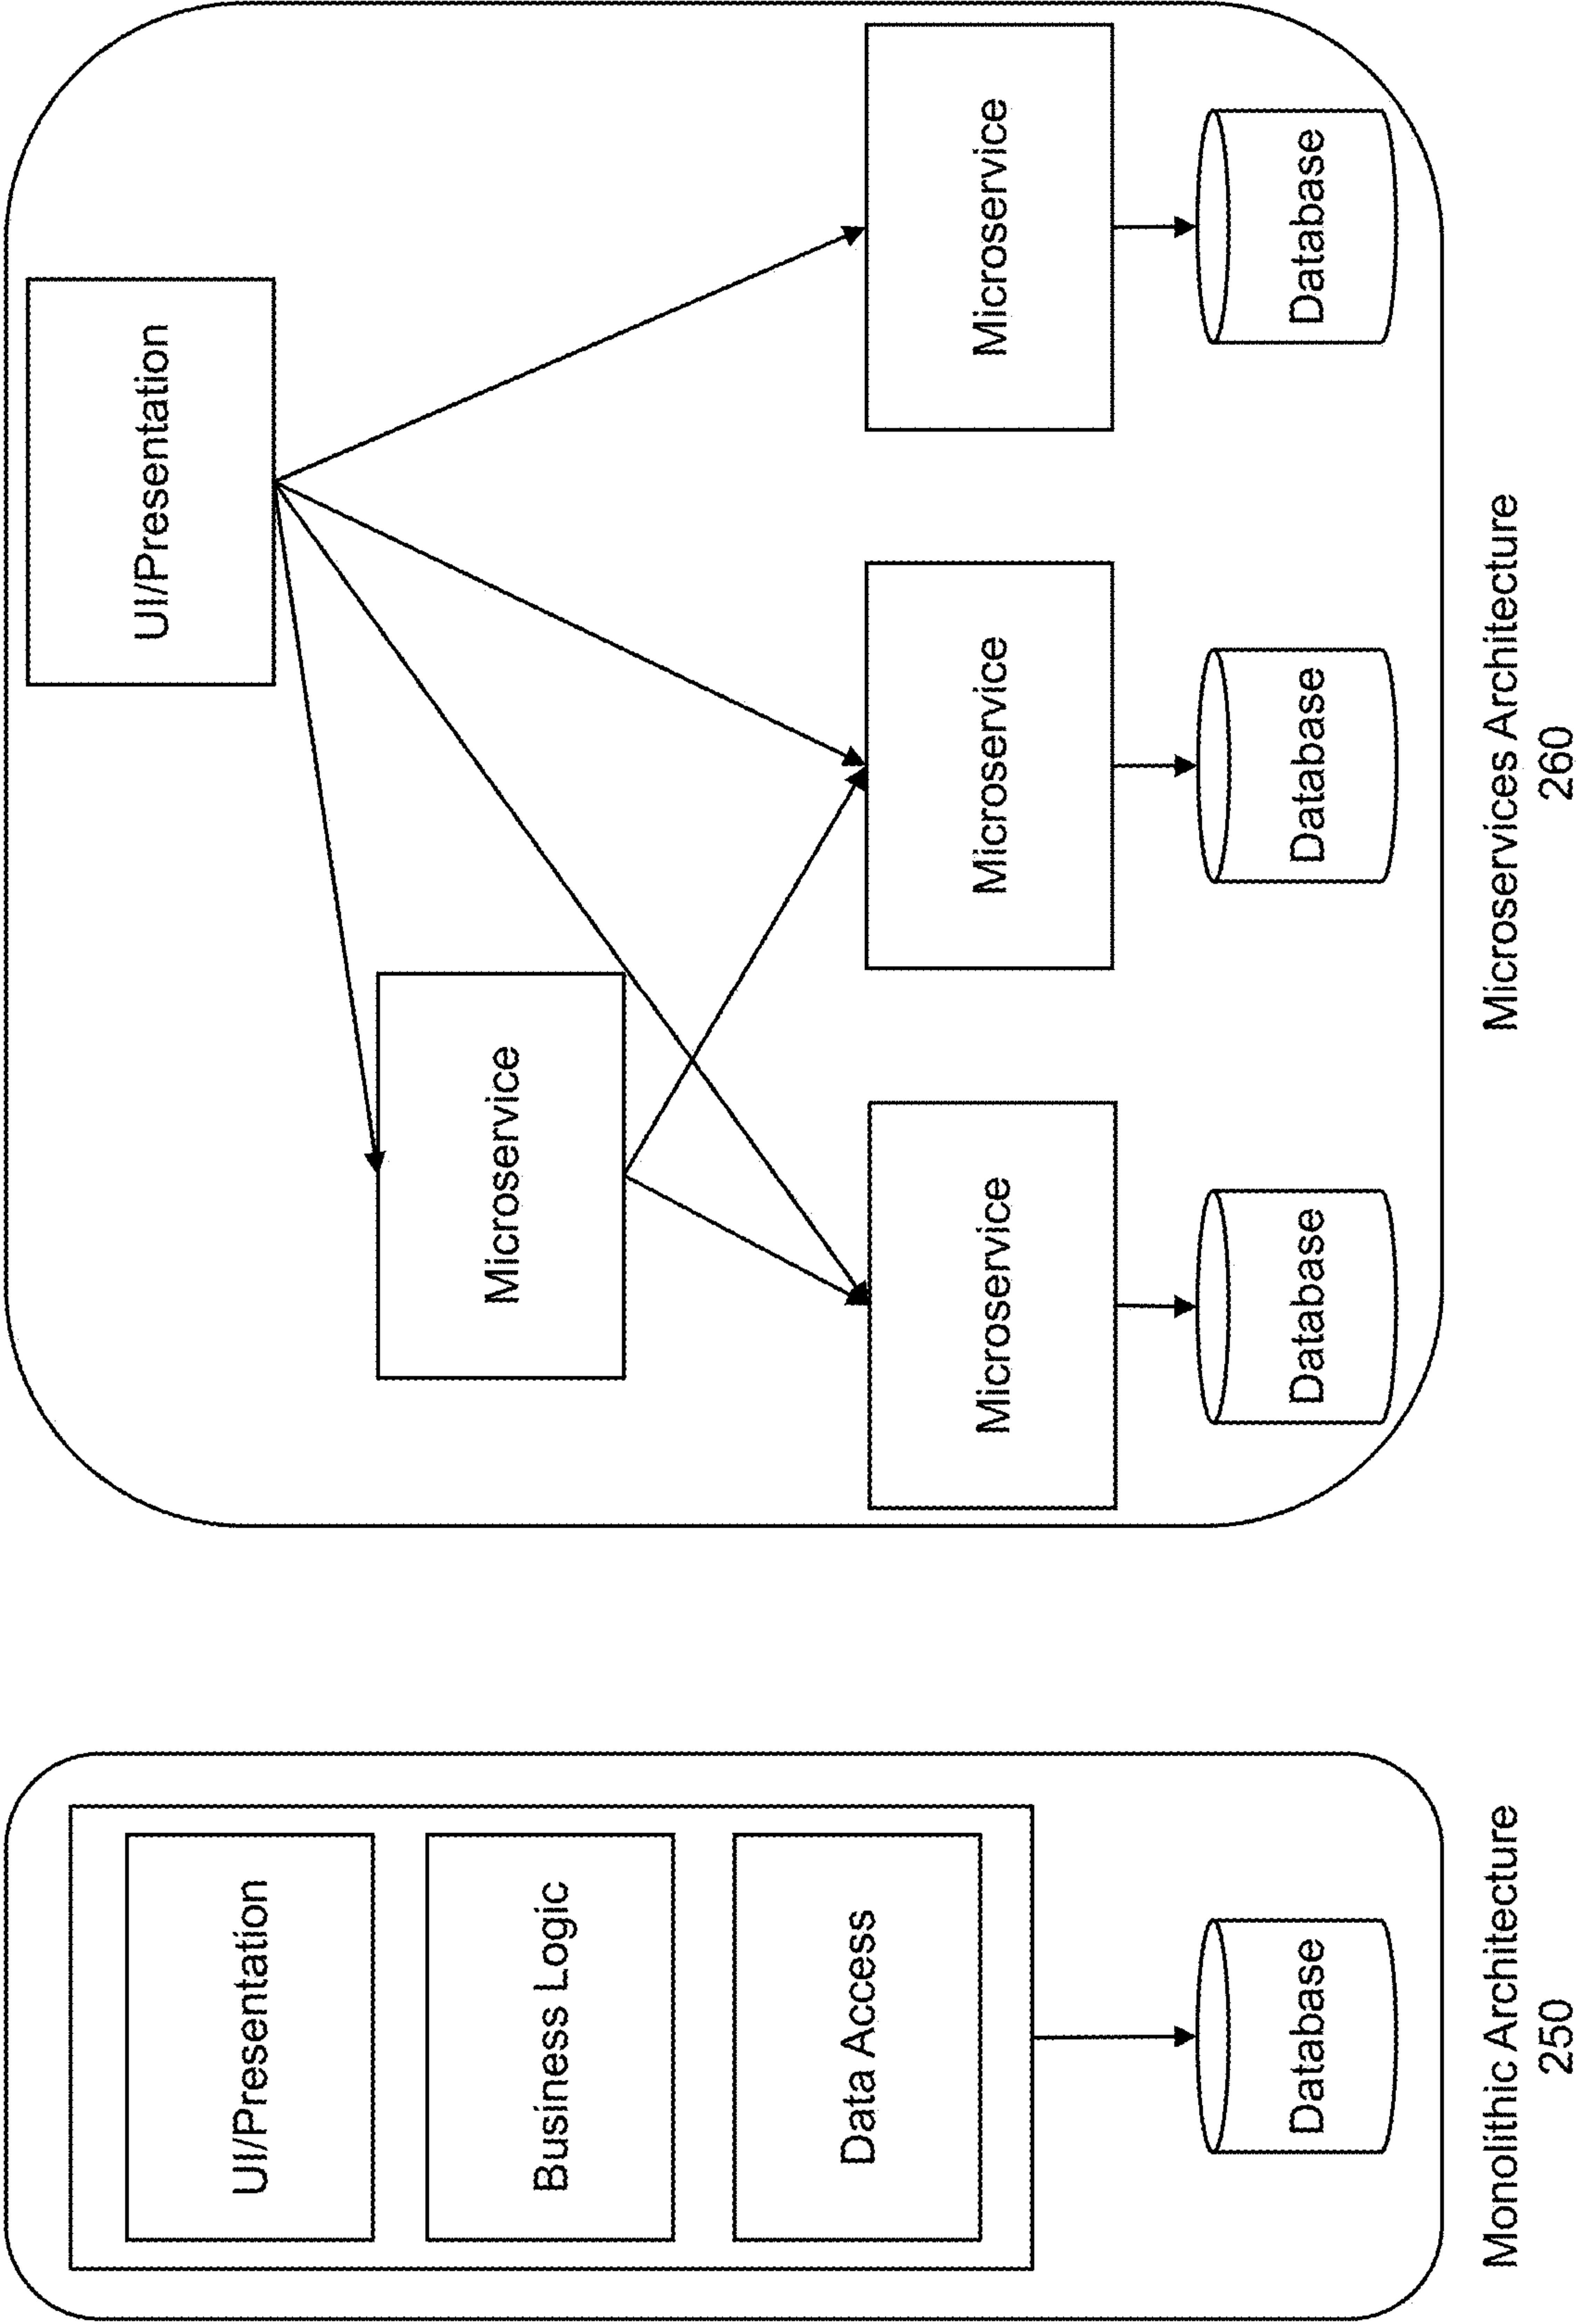 UI/Presentation
Business Logic
Data Access
Database
Monolithic Architecture
250
UI/Presentation
Microservice
Microservice
Microservice
Microservice
Database
Database
Database
Microservices Architecture
260